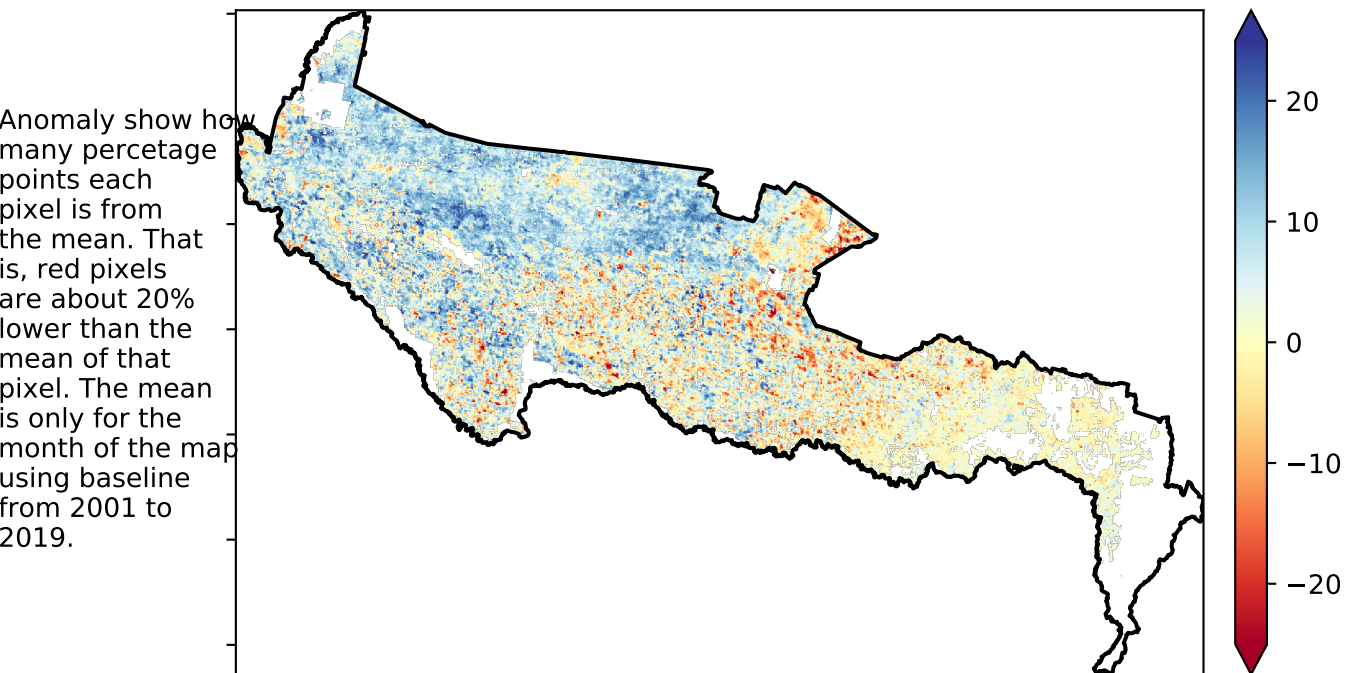 Anomaly show how
many percetage
points each
pixel is from
the mean. That
is, red pixels
are about 20%
lower than the
mean of that
pixel. The mean
is only for the
month of the map
using baseline
from 2001 to
2019.
20
10
0
−10
−20